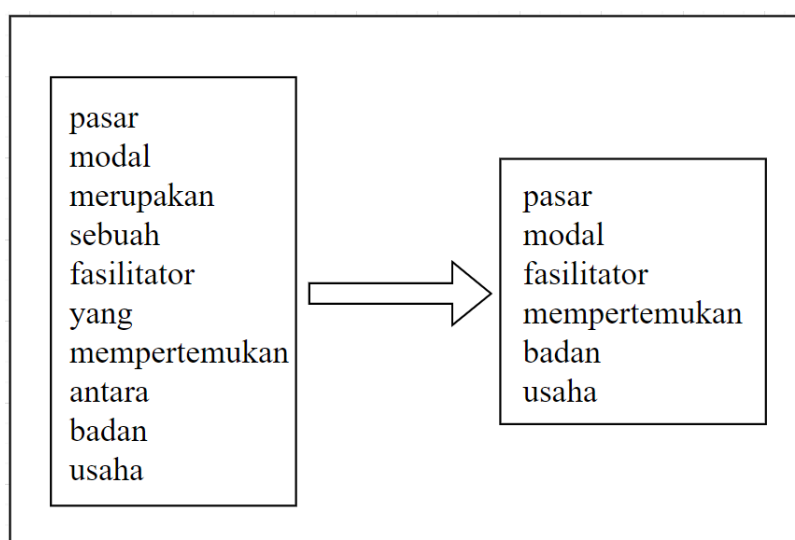 pasar
modal
merupakan
sebuah
fasilitator
yang
mempertemukan
antara
badan
usaha
pasar
modal
fasilitator
mempertemukan
badan
usaha